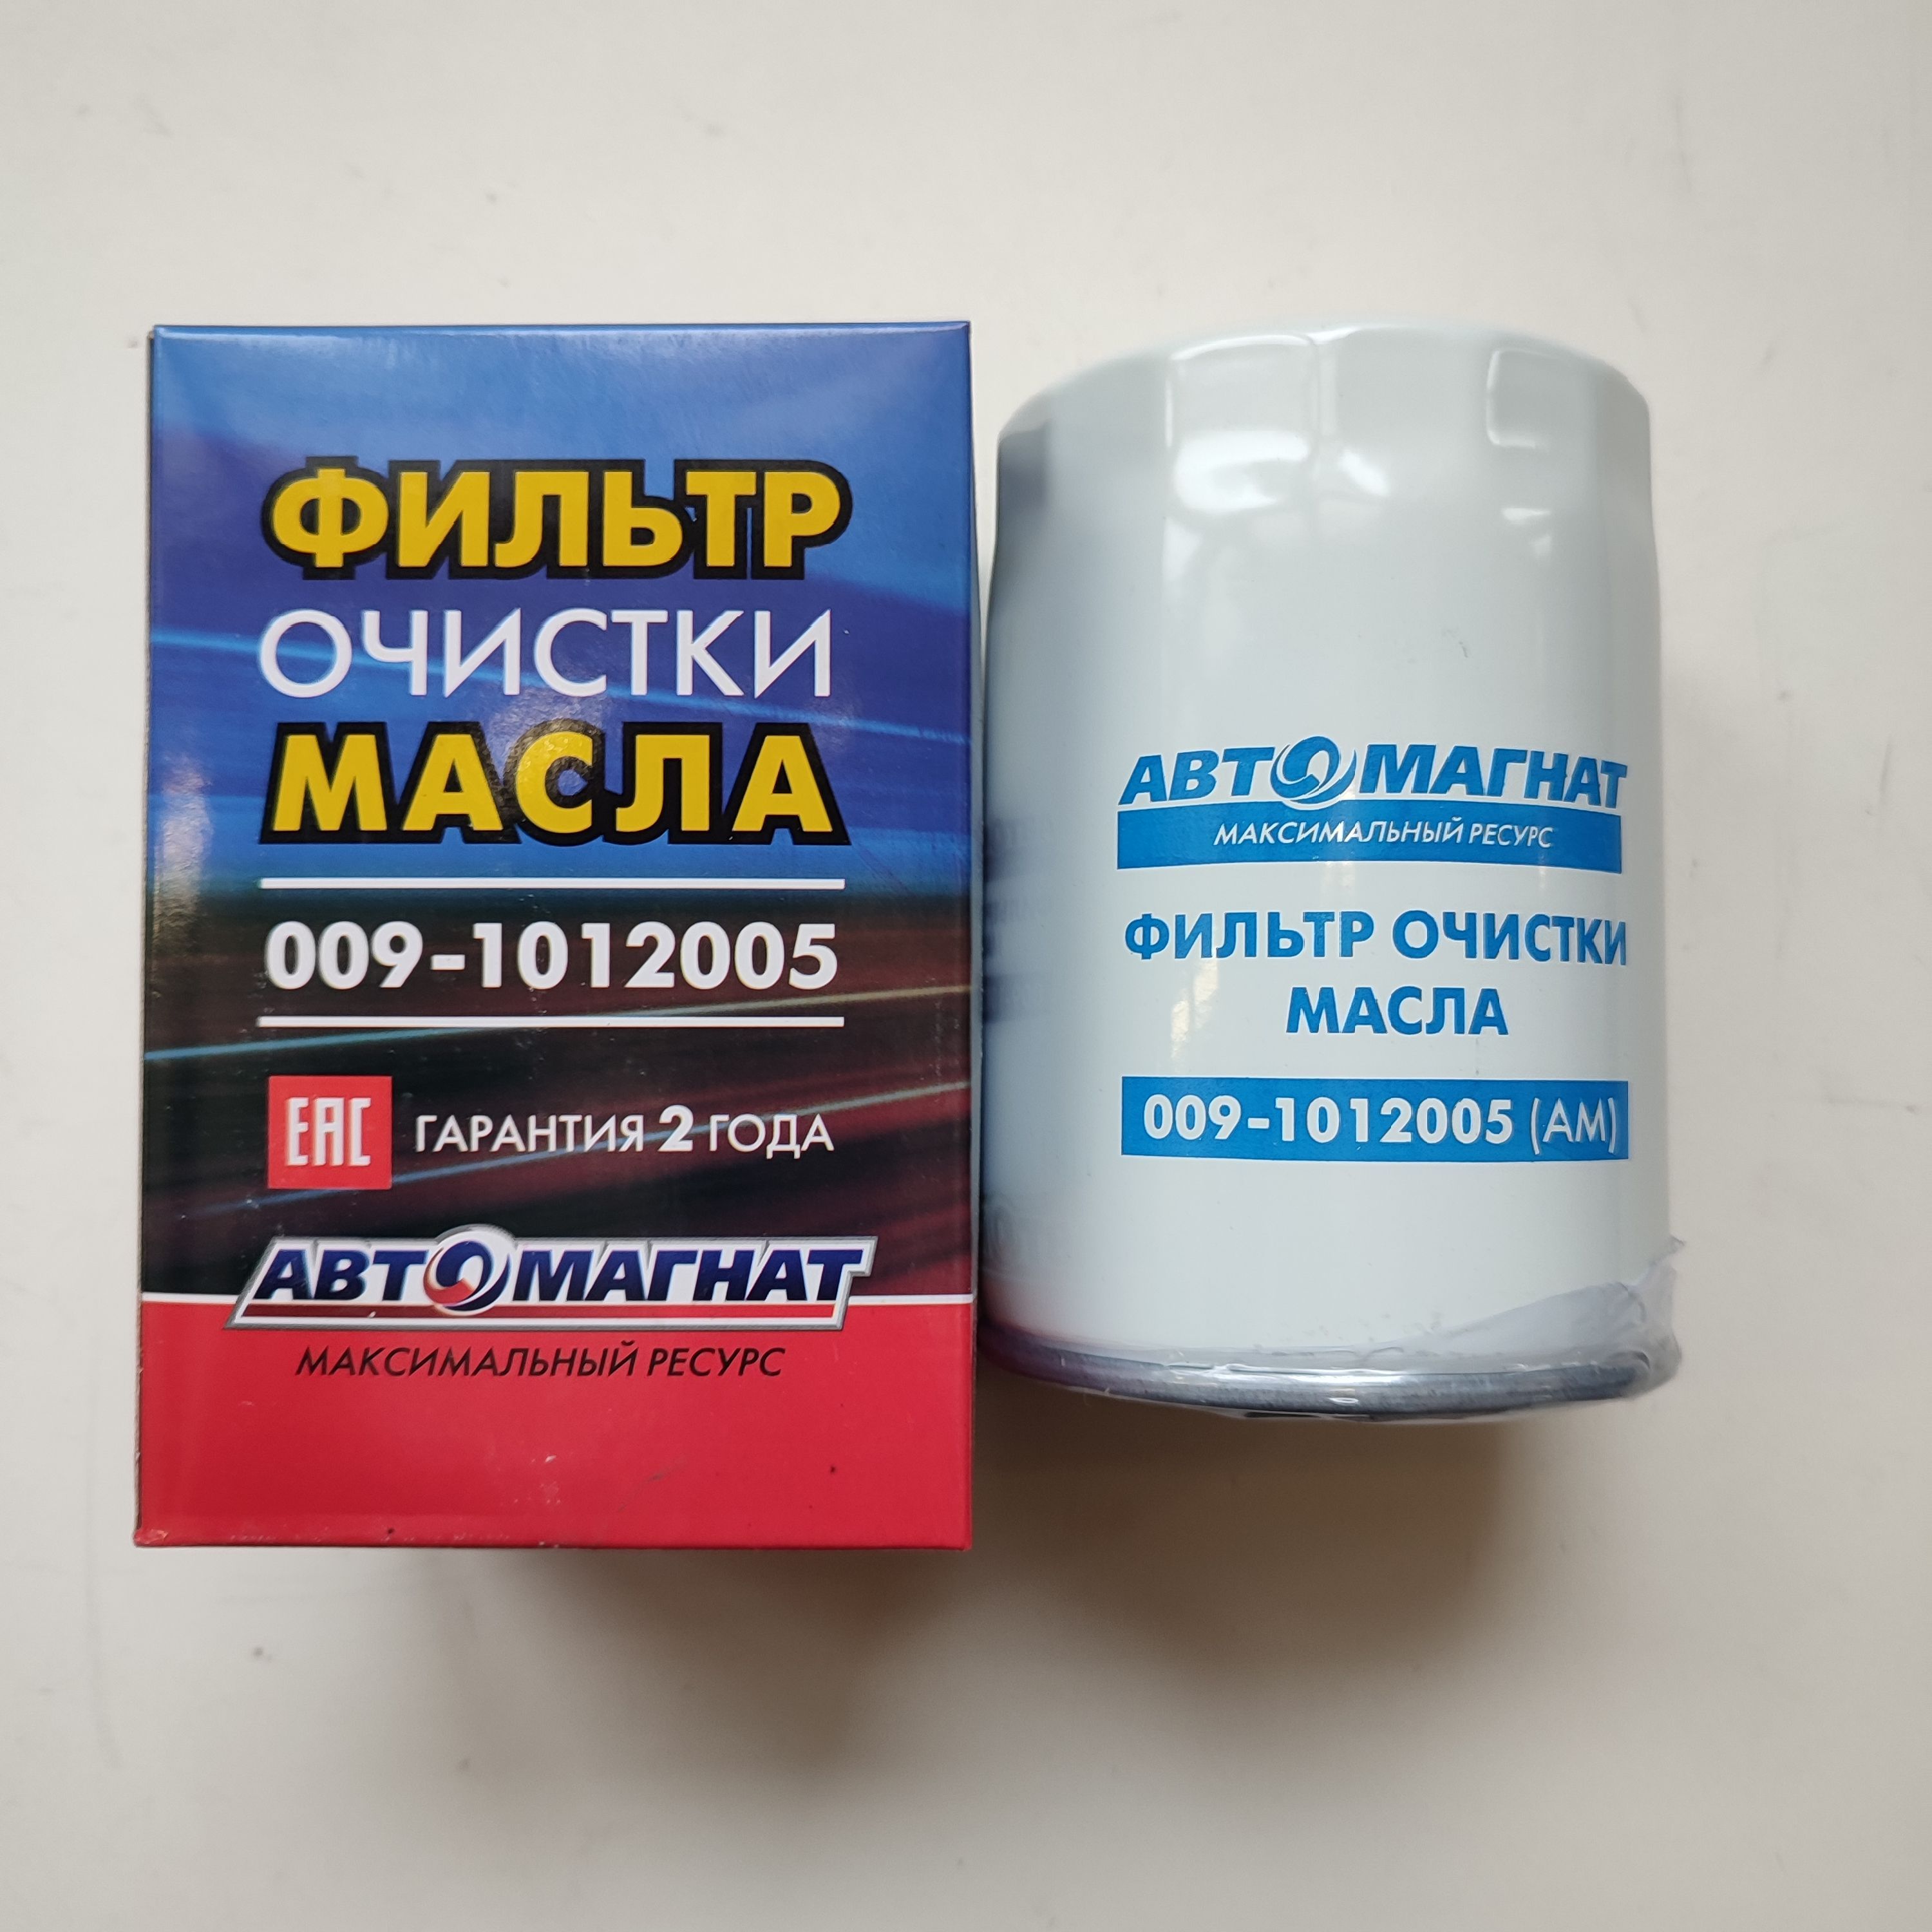 ФИЛЬТР
ОЧИСТКИ
МАСЛА
009-1012005
ЕАС ГАРАНТИЯ 2 ГОДА
АВТОМАГНАТ
МАКСИМАЛЬНЫЙ РЕСУРС
АВТОМАГНАТ
МАКСИМАЛЬНЫЙ РЕСУРС
ФИЛЬТР ОЧИСТКИ
МАСЛА
009-1012005 (АМ)